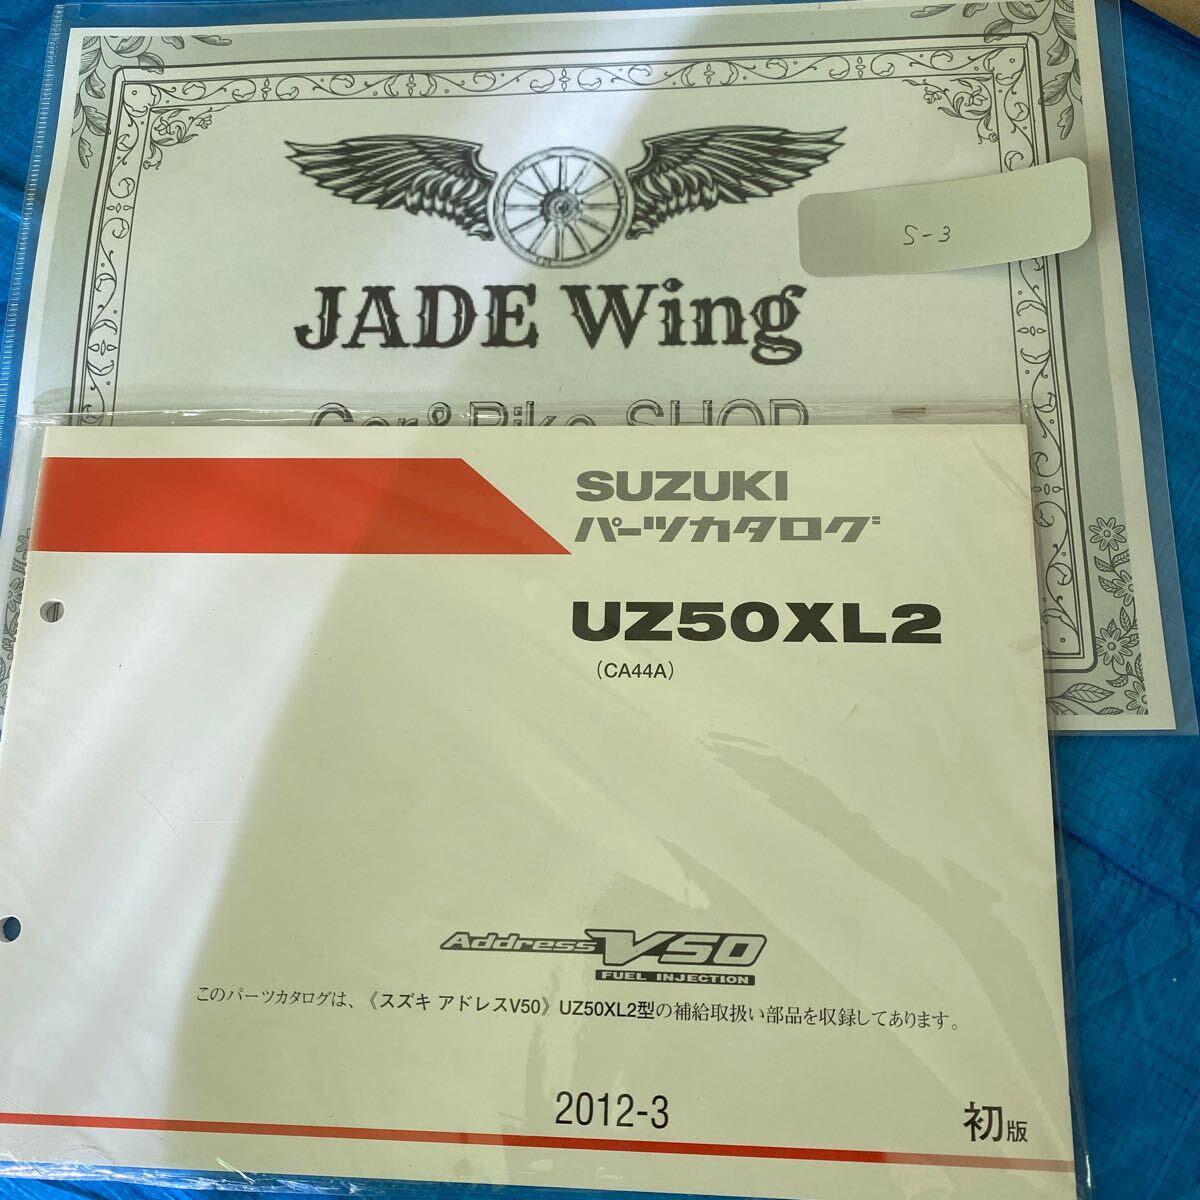 S-3
JADE Wing
Car&Bike SHOP
SUZUKI
パーツカタログ
UZ50XL2
(CA44A)
Address V50
FUEL INJECTION
このパーツカタログは、《スズキ アドレスV50》UZ50XL2型の補給取扱い部品を収録してあります。
2012-3
初版